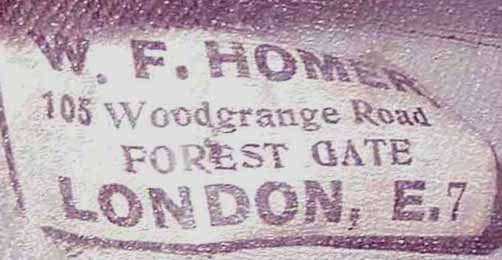 W. F. HOMER
105 Woodgrange Road
FOREST GATE
LONDON, E.7